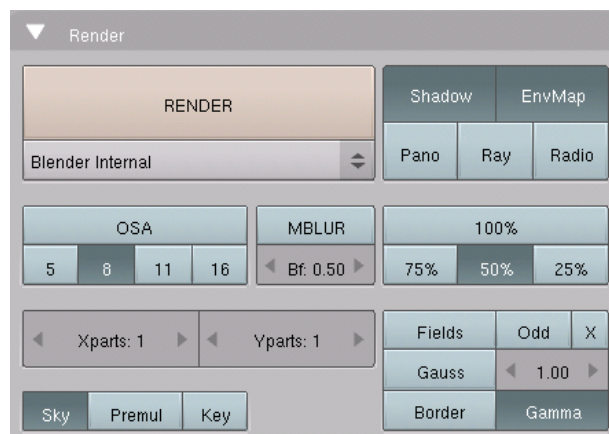 Render
RENDER
Blender Internal
Shadow EnvMap
Pano Ray Radio
OSA
5 8 11 16
MBLUR
Bf: 0.50
100%
75% 50% 25%
Xparts: 1 Yparts: 1
Sky Premul Key
Fields Odd X
Gauss 1.00
Border Gamma